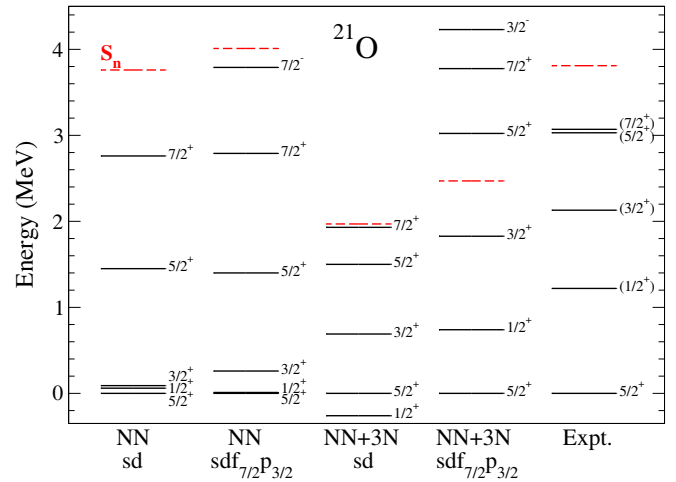 ²¹O
Sₙ
Energy (MeV)
4
3
2
1
0
7/2⁺
5/2⁺
3/2⁺
1/2⁺
5/2⁺
7/2⁻
7/2⁺
5/2⁺
3/2⁺
1/2⁺
5/2⁺
7/2⁺
5/2⁺
3/2⁺
5/2⁺
1/2⁺
3/2⁻
7/2⁺
5/2⁺
3/2⁺
1/2⁺
5/2⁺
(7/2⁺)
(5/2⁺)
(3/2⁺)
(1/2⁺)
5/2⁺
NN
sd
NN
sdf₇/₂p₃/₂
NN+3N
sd
NN+3N
sdf₇/₂p₃/₂
Expt.